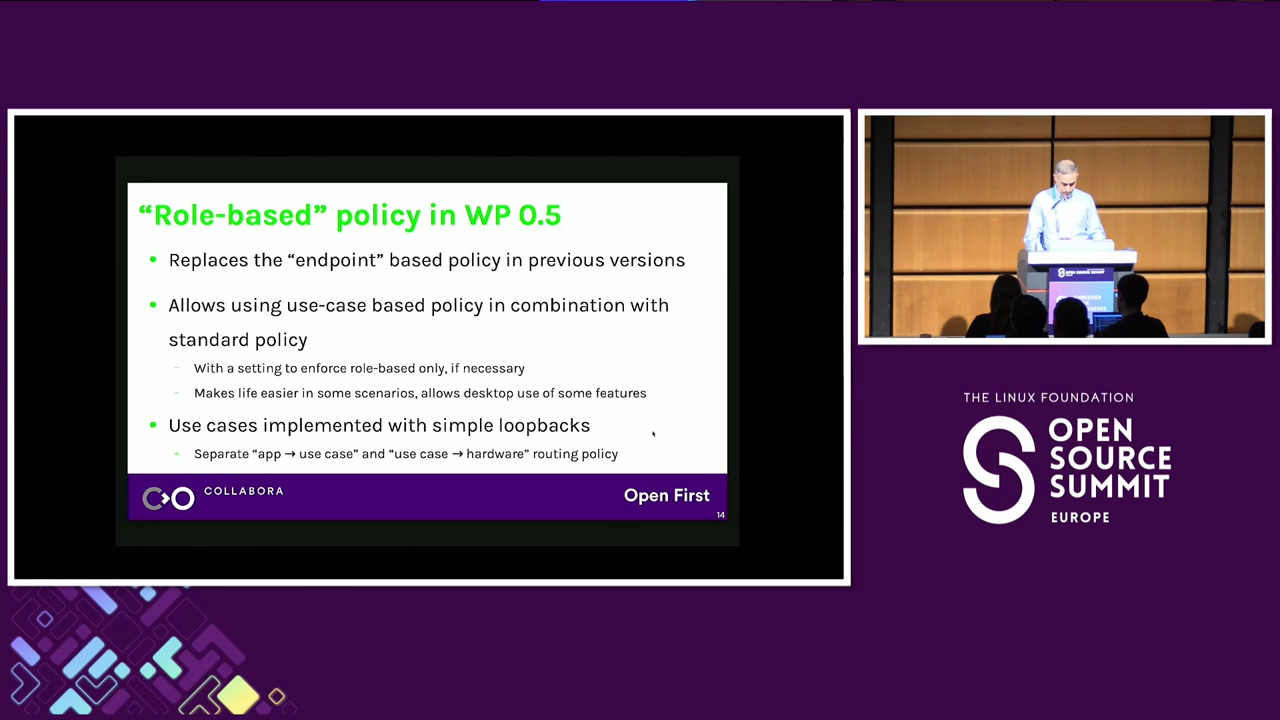 “Role-based” policy in WP 0.5
• Replaces the “endpoint” based policy in previous versions
• Allows using use-case based policy in combination with
standard policy
– With a setting to enforce role-based only, if necessary
– Makes life easier in some scenarios, allows desktop use of some features
• Use cases implemented with simple loopbacks
– Separate “app → use case” and “use case → hardware” routing policy
COLLABORA
Open First
14
OPEN SOURCE SUMMIT
THE LINUX FOUNDATION
OPEN
SOURCE
SUMMIT
EUROPE